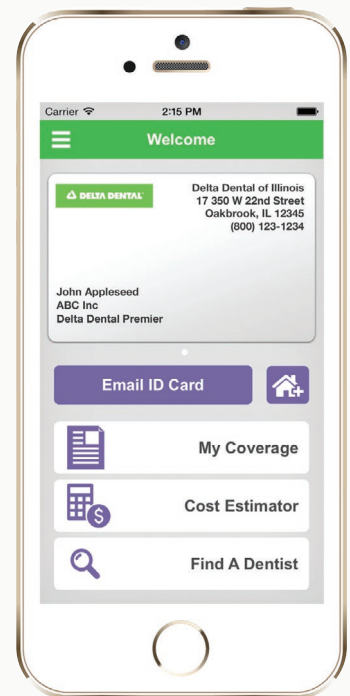 Carrier 2:15 PM
Welcome
DELTA DENTAL
Delta Dental of Illinois
17 350 W 22nd Street
Oakbrook, IL 12345
(800) 123-1234
John Appleseed
ABC Inc
Delta Dental Premier
Email ID Card
My Coverage
Cost Estimator
Find A Dentist